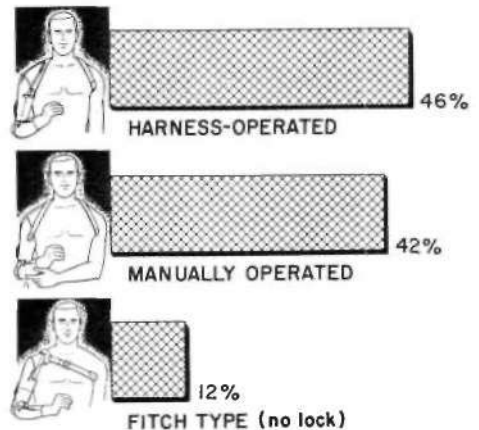 46%
HARNESS-OPERATED
42%
MANUALLY OPERATED
12%
FITCH TYPE (no lock)